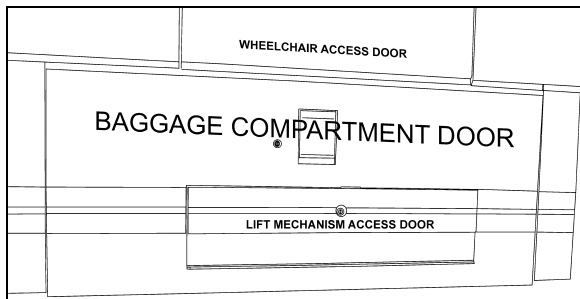 WHEELCHAIR ACCESS DOOR
BAGGAGE COMPARTMENT DOOR
LIFT MECHANISM ACCESS DOOR